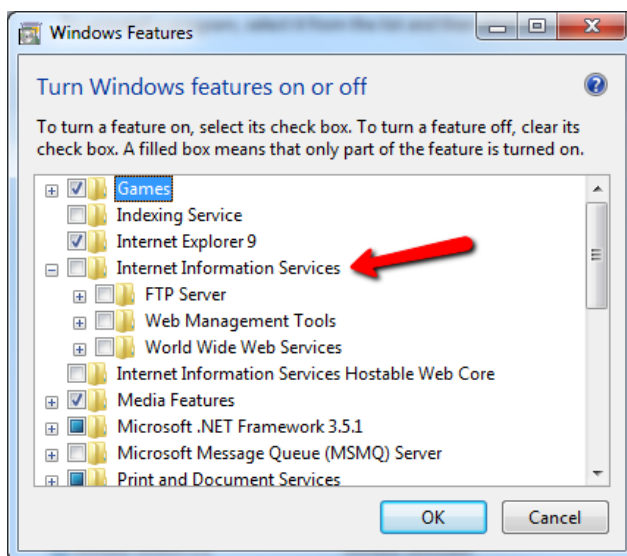 Windows Features
Turn Windows features on or off
To turn a feature on, select its check box. To turn a feature off, clear its
check box. A filled box means that only part of the feature is turned on.
Games
Indexing Service
Internet Explorer 9
Internet Information Services
FTP Server
Web Management Tools
World Wide Web Services
Internet Information Services Hostable Web Core
Media Features
Microsoft .NET Framework 3.5.1
Microsoft Message Queue (MSMQ) Server
Print and Document Services
OK Cancel